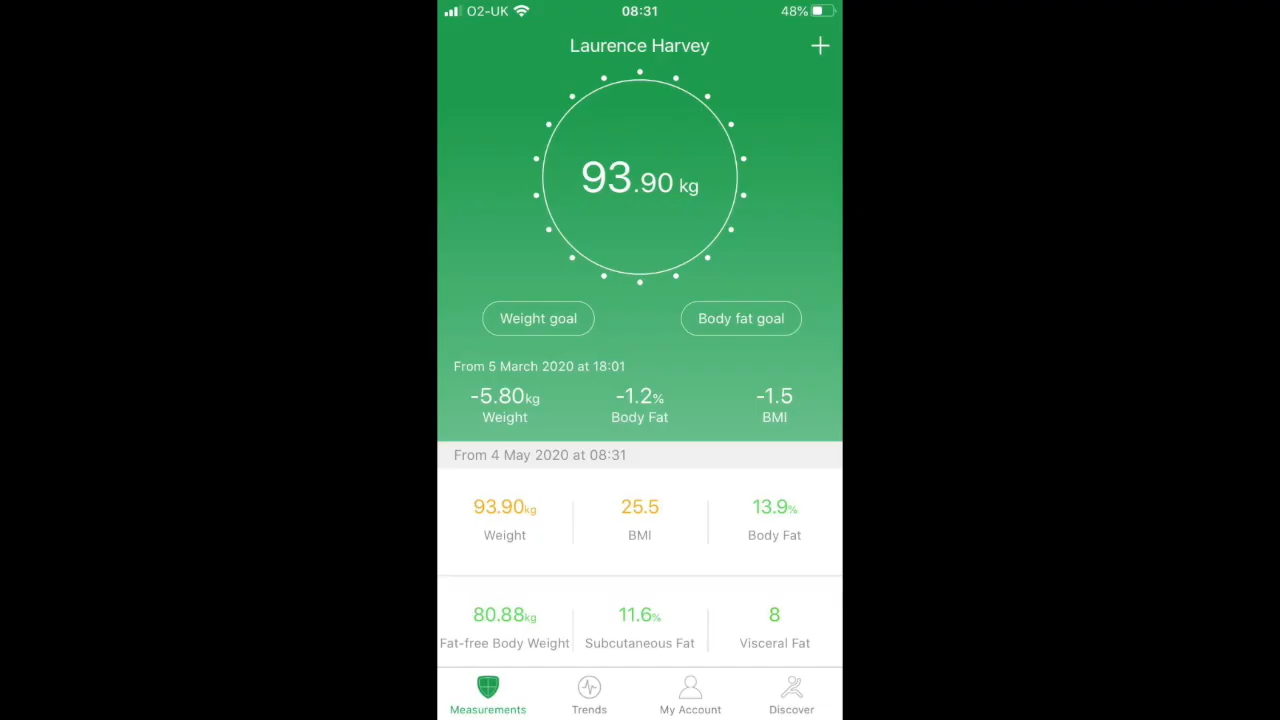 O2-UK 08:31 48%
Laurence Harvey +
93.90 kg
Weight goal Body fat goal
From 5 March 2020 at 18:01
-5.80kg -1.2% -1.5
Weight Body Fat BMI
From 4 May 2020 at 08:31
93.90kg 25.5 13.9%
Weight BMI Body Fat
80.88kg 11.6% 8
Fat-free Body Weight Subcutaneous Fat Visceral Fat
Measurements Trends My Account Discover